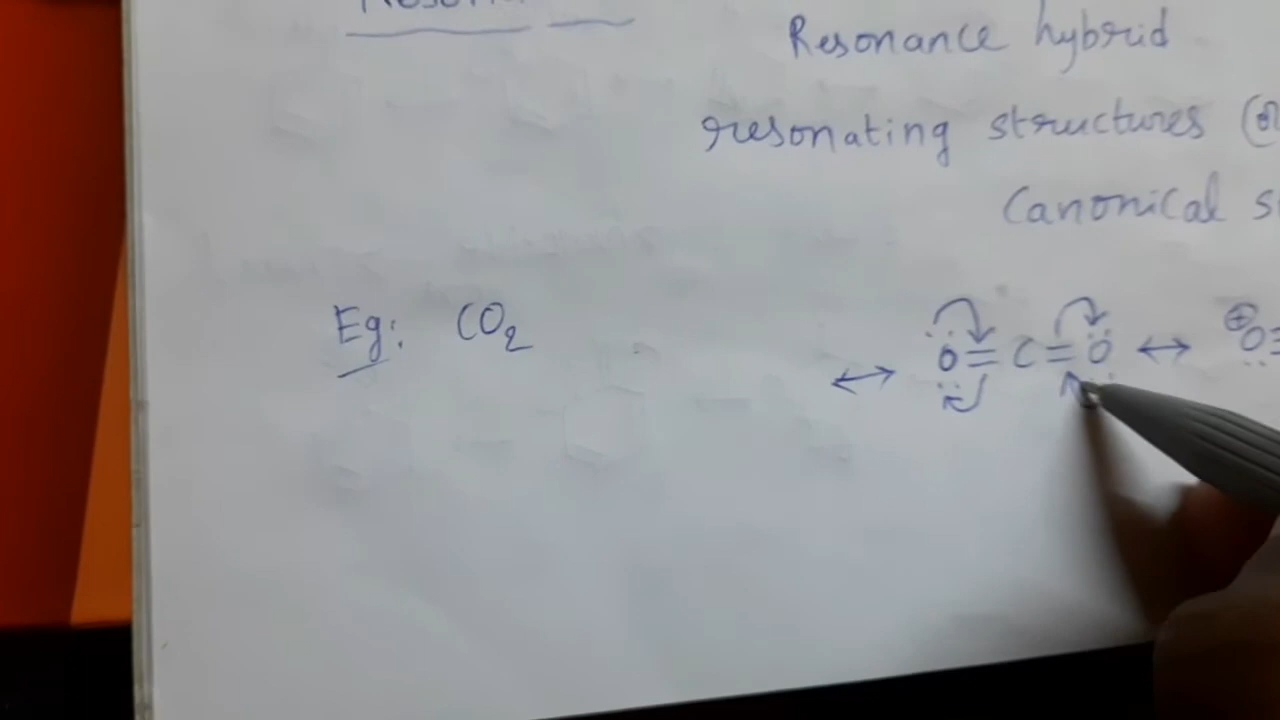 Resonance hybrid
resonating structures
Canonical
Eg: CO2
↔ O=C=O ↔ ⊕O